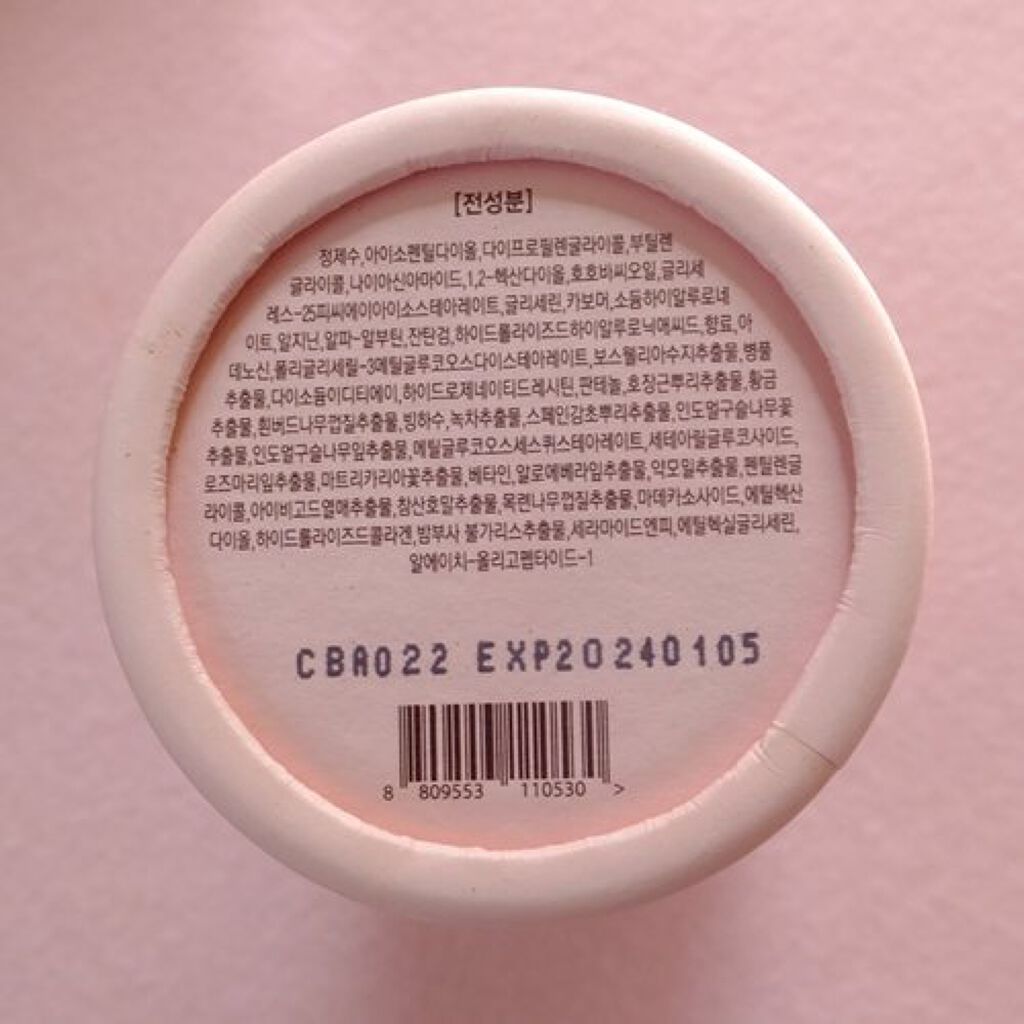 [전성분]
정제수,아이소펜틸다이올,다이프로필렌글라이콜,부틸렌
글라이콜,나이아신아마이드,1,2-헥산다이올,호호바씨오일,글리세
레스-25피씨에이아이소스테아레이트,글리세린,카보머,소듐하이알루로네
이트,알지닌,알파-알부틴,잔탄검,하이드롤라이즈드하이알루로닉애씨드,향료,아
데노신,폴리글리세릴-3메틸글루코오스다이스테아레이트,보스웰리아수지추출물,병풀
추출물,다이소듐이디티에이,하이드로제네이티드레시틴,판테놀,호장근뿌리추출물,황금
추출물,흰버드나무껍질추출물,빙하수,녹차추출물,스페인감초뿌리추출물,인도멀구슬나무꽃
추출물,인도멀구슬나무잎추출물,메틸글루코오스세스퀴스테아레이트,세테아릴글루코사이드,
로즈마리잎추출물,마트리카리아꽃추출물,베타인,알로에베라잎추출물,약모밀추출물,펜틸렌글
라이콜,아이비고드열매추출물,참산호말추출물,목련나무껍질추출물,마데카소사이드,에틸헥산
다이올,하이드롤라이즈드콜라겐,밤부사 불가리스추출물,세라마이드엔피,에틸헥실글리세린,
알에이치-올리고펩타이드-1
CBA022 EXP20240105
8 809553 110530 >